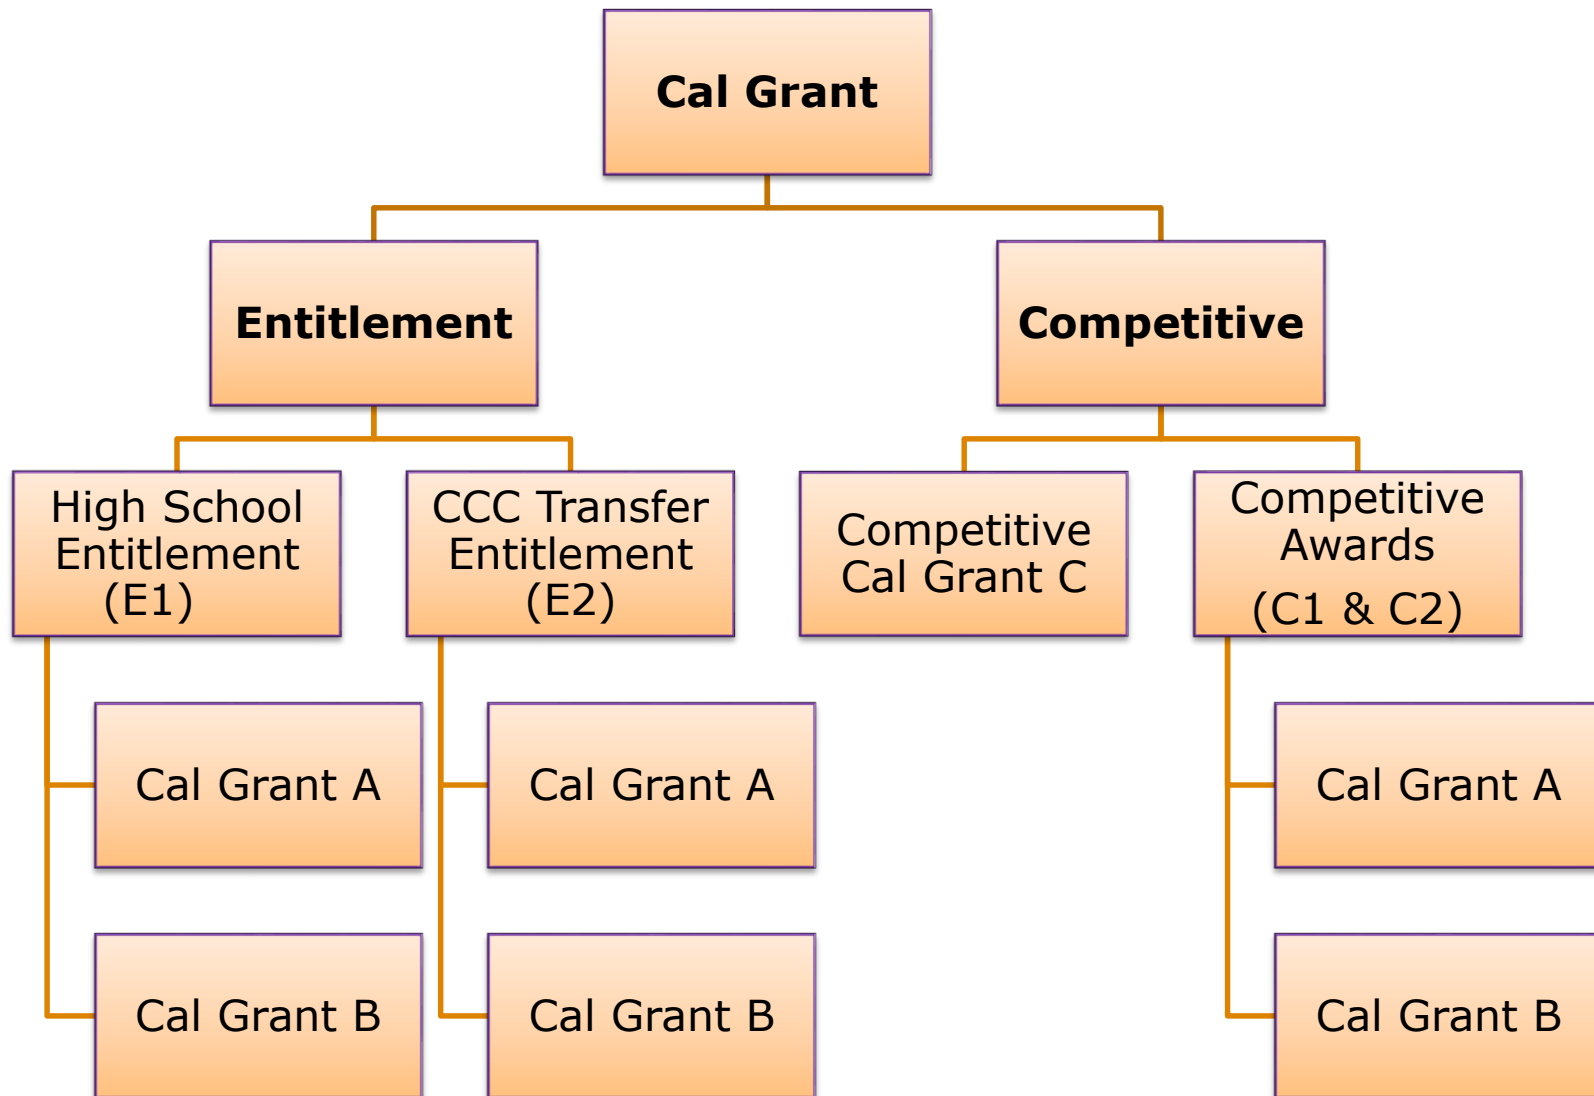 Cal Grant
Entitlement
Competitive
High School
Entitlement
(E1)
CCC Transfer
Entitlement
(E2)
Competitive
Cal Grant C
Competitive
Awards
(C1 & C2)
Cal Grant A
Cal Grant A
Cal Grant A
Cal Grant B
Cal Grant B
Cal Grant B